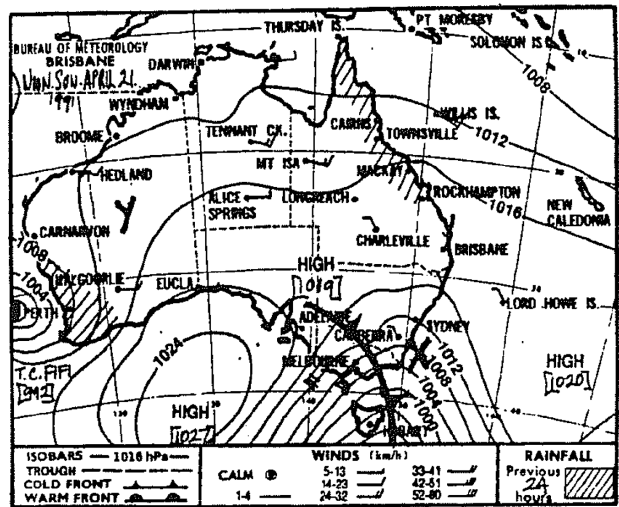 THURSDAY IS.
PT MORESBY
BUREAU OF METEOROLOGY
BRISBANE
SOLOMON IS
DARWIN
NOON. SUN. APRIL 21
1991
1008
WYNDHAM
WILLIS IS.
TENNANT CK.
CAIRNS
TOWNSVILLE
1012
BROOME
MT ISA
MACKAY
HEDLAND
ROCKHAMPTON
ALICE
SPRINGS
LONGREACH
1016
NEW
CALEDONIA
CARNARVON
CHARLEVILLE
BRISBANE
1008
HIGH
[1019]
KALGOORLIE
EUCLA
1004
LORD HOWE IS.
ADELAIDE
PERTH
SYDNEY
CANBERRA
1024
1012
MELBOURNE
1008
HIGH
[1020]
T.C. FIFI
1004
HIGH
[1027]
1000
HOBART
ISOBARS 1016 hPa
TROUGH
COLD FRONT
WARM FRONT
WINDS (km/h)
CALM
1-4
5-13
14-23
24-32
33-41
42-51
52-60
RAINFALL
Previous
24
hours